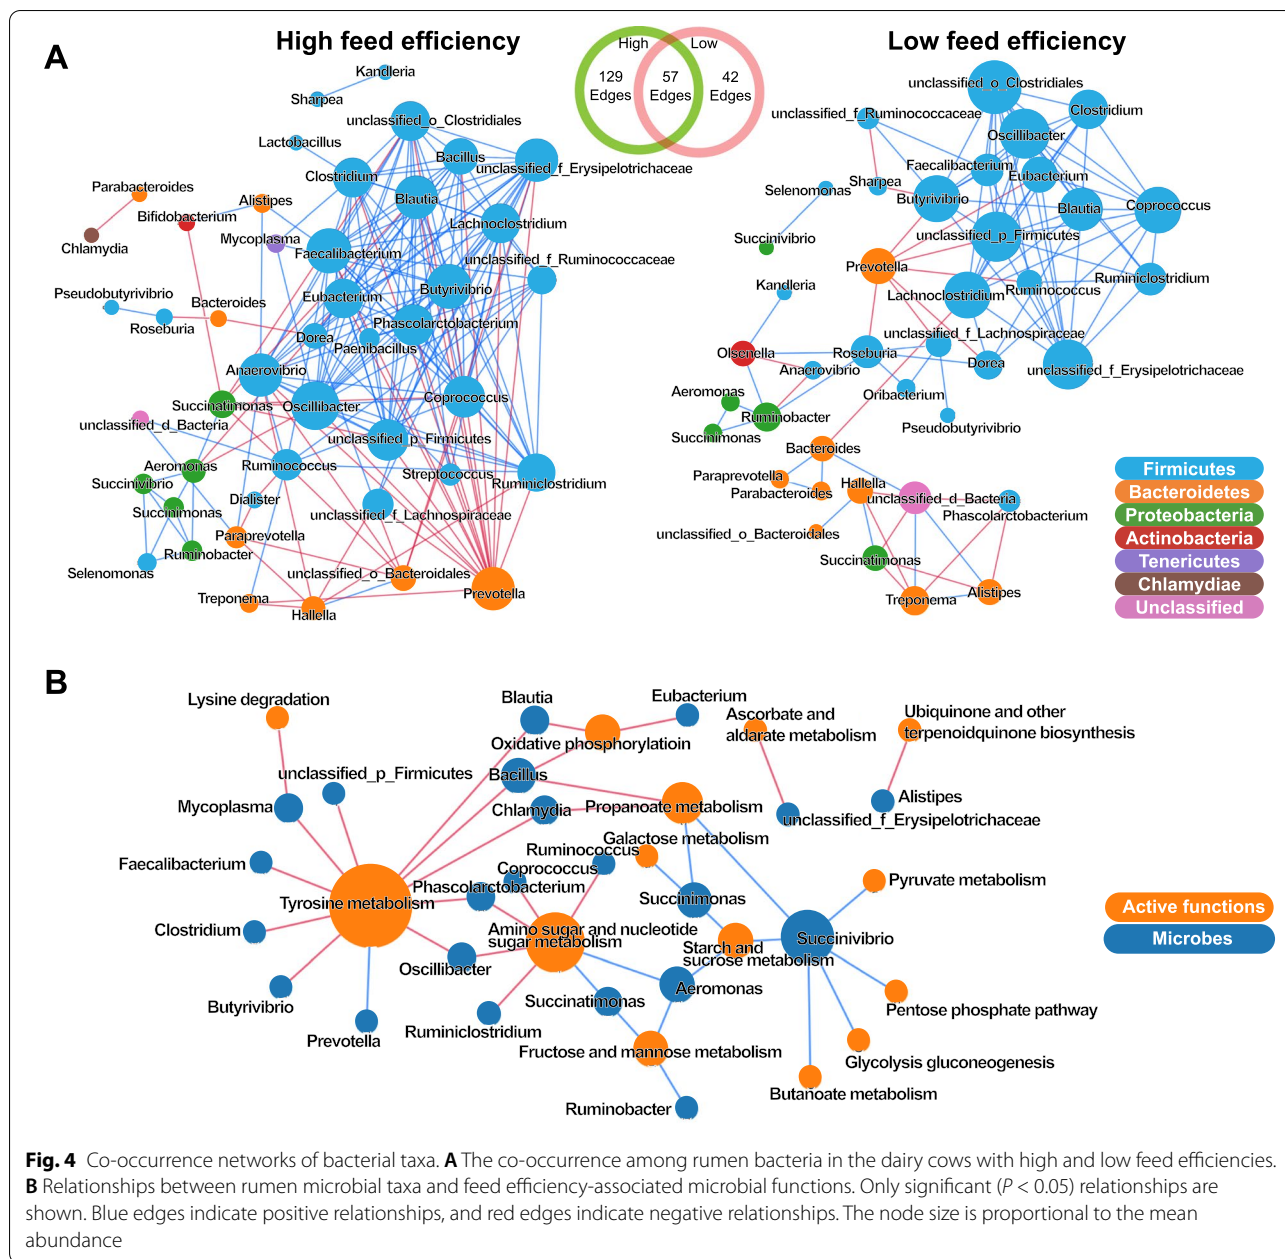 A
High feed efficiency
High
Low
129
Edges
57
Edges
42
Edges
Low feed efficiency
Kandleria
Sharpea
unclassified_o_Clostridiales
Lactobacillus
Bacillus
unclassified_f_Erysipelotrichaceae
Clostridium
Blautia
Parabacteroides
Alistipes
Bifidobacterium
Lachnoclostridium
Chlamydia
Mycoplasma
Faecalibacterium
unclassified_f_Ruminococcaceae
Pseudobutyrivibrio
Bacteroides
Eubacterium
Butyrivibrio
Roseburia
Phascolarctobacterium
Dorea
Paenibacillus
Anaerovibrio
Succinatimonas
Oscillibacter
Coprococcus
unclassified_d_Bacteria
unclassified_p_Firmicutes
Aeromonas
Ruminococcus
Streptococcus
Ruminiclostridium
Succinivibrio
Dialister
Succinimonas
unclassified_f_Lachnospiraceae
Paraprevotella
Ruminobacter
Selenomonas
unclassified_o_Bacteroidales
Prevotella
Treponema
Hallella
unclassified_o_Clostridiales
unclassified_f_Ruminococcaceae
Clostridium
Oscillibacter
Faecalibacterium
Eubacterium
Selenomonas
Sharpea
Butyrivibrio
Blautia
Coprococcus
Succinivibrio
unclassified_p_Firmicutes
Prevotella
Kandleria
Lachnoclostridium
Ruminococcus
Ruminiclostridium
unclassified_f_Lachnospiraceae
Olsenella
Roseburia
Anaerovibrio
Dorea
unclassified_f_Erysipelotrichaceae
Aeromonas
Oribacterium
Ruminobacter
Succinimonas
Pseudobutyrivibrio
Bacteroides
Paraprevotella
Parabacteroides
Hallella
unclassified_d_Bacteria
Phascolarctobacterium
unclassified_o_Bacteroidales
Succinatimonas
Treponema
Alistipes
Firmicutes
Bacteroidetes
Proteobacteria
Actinobacteria
Tenericutes
Chlamydiae
Unclassified
B
Lysine degradation
Blautia
Eubacterium
Ascorbate and
aldarate metabolism
Ubiquinone and other
terpenoidquinone biosynthesis
Oxidative phosphorylatioin
unclassified_p_Firmicutes
Bacillus
Mycoplasma
Chlamydia
Propanoate metabolism
Alistipes
unclassified_f_Erysipelotrichaceae
Galactose metabolism
Ruminococcus
Faecalibacterium
Coprococcus
Phascolarctobacterium
Pyruvate metabolism
Tyrosine metabolism
Succinimonas
Clostridium
Amino sugar and nucleotide
sugar metabolism
Starch and
sucrose metabolism
Succinivibrio
Oscillibacter
Aeromonas
Butyrivibrio
Succinatimonas
Pentose phosphate pathway
Prevotella
Ruminiclostridium
Fructose and mannose metabolism
Glycolysis gluconeogenesis
Butanoate metabolism
Ruminobacter
Active functions
Microbes
Fig. 4 Co-occurrence networks of bacterial taxa. A The co-occurrence among rumen bacteria in the dairy cows with high and low feed efficiencies.
B Relationships between rumen microbial taxa and feed efficiency-associated microbial functions. Only significant (P < 0.05) relationships are
shown. Blue edges indicate positive relationships, and red edges indicate negative relationships. The node size is proportional to the mean
abundance